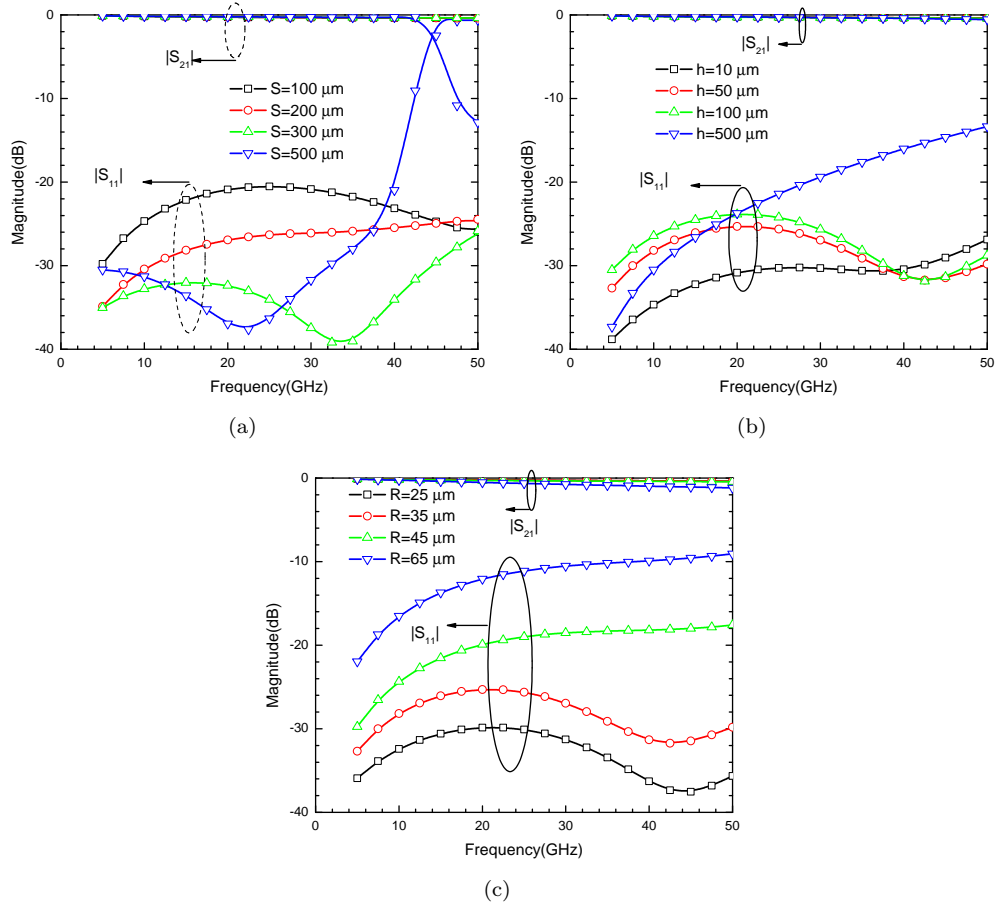 0
|S21|
S=100 μm
S=200 μm
S=300 μm
S=500 μm
|S11|
-10
-20
-30
-40
0 10 20 30 40 50
Magnitude(dB)
Frequency(GHz)
(a)
0
|S21|
h=10 μm
h=50 μm
h=100 μm
h=500 μm
|S11|
-10
-20
-30
-40
0 10 20 30 40 50
Magnitude(dB)
Frequency(GHz)
(b)
0
R=25 μm
R=35 μm
R=45 μm
R=65 μm
|S21|
|S11|
-10
-20
-30
-40
0 10 20 30 40 50
Magnitude(dB)
Frequency(GHz)
(c)